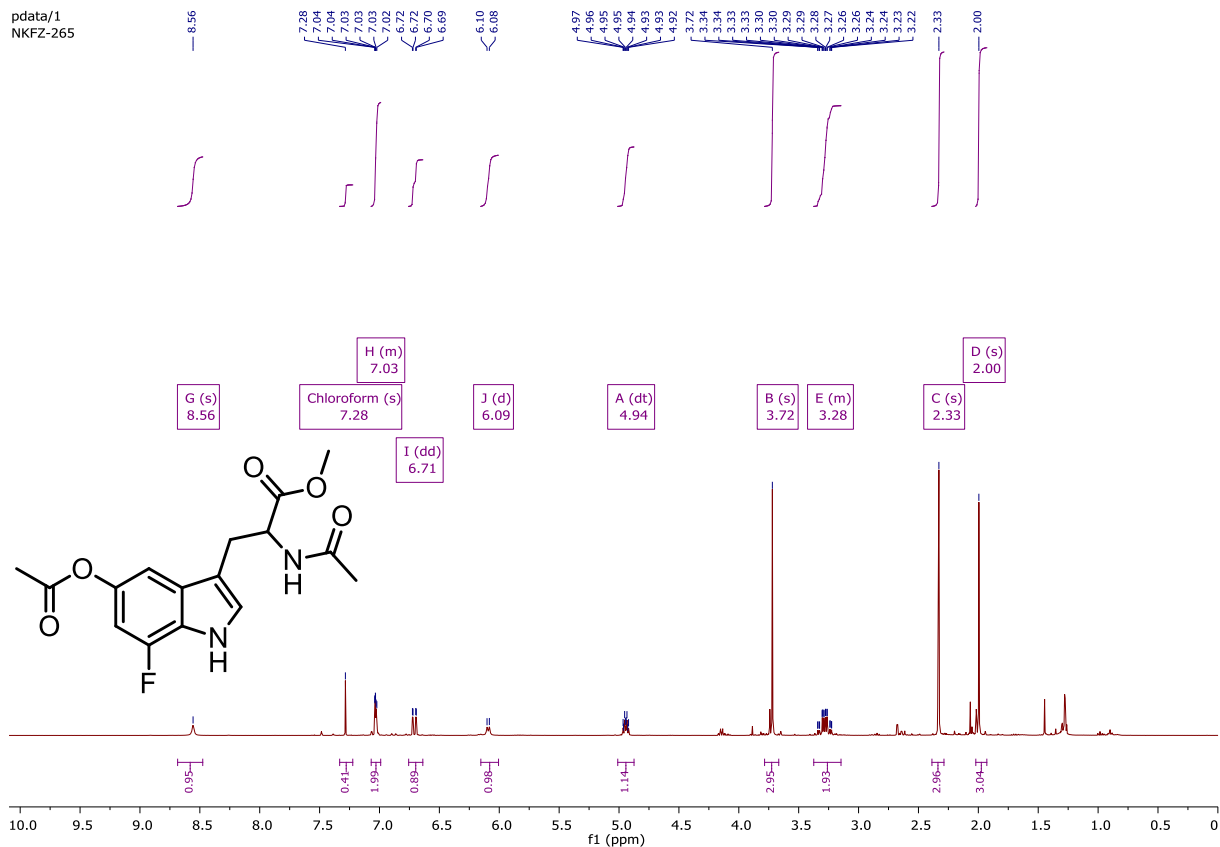 pdata/1
NKFZ-265
8.56
7.28
7.04
7.04
7.03
7.03
7.03
7.02
6.72
6.72
6.70
6.69
6.10
6.08
4.97
4.96
4.95
4.95
4.94
4.93
4.93
4.92
3.72
3.34
3.34
3.33
3.33
3.30
3.30
3.29
3.29
3.28
3.27
3.26
3.26
3.24
3.24
3.23
3.22
2.33
2.00
H (m)
7.03
D (s)
2.00
G (s)
8.56
Chloroform (s)
7.28
J (d)
6.09
A (dt)
4.94
B (s)
3.72
E (m)
3.28
C (s)
2.33
I (dd)
6.71
O
O
O
N
H
O
O
N
H
F
0.95
0.41
1.99
0.89
0.98
1.14
2.95
1.93
2.96
3.04
10.0 9.5 9.0 8.5 8.0 7.5 7.0 6.5 6.0 5.5 5.0 4.5 4.0 3.5 3.0 2.5 2.0 1.5 1.0 0.5 0
f1 (ppm)